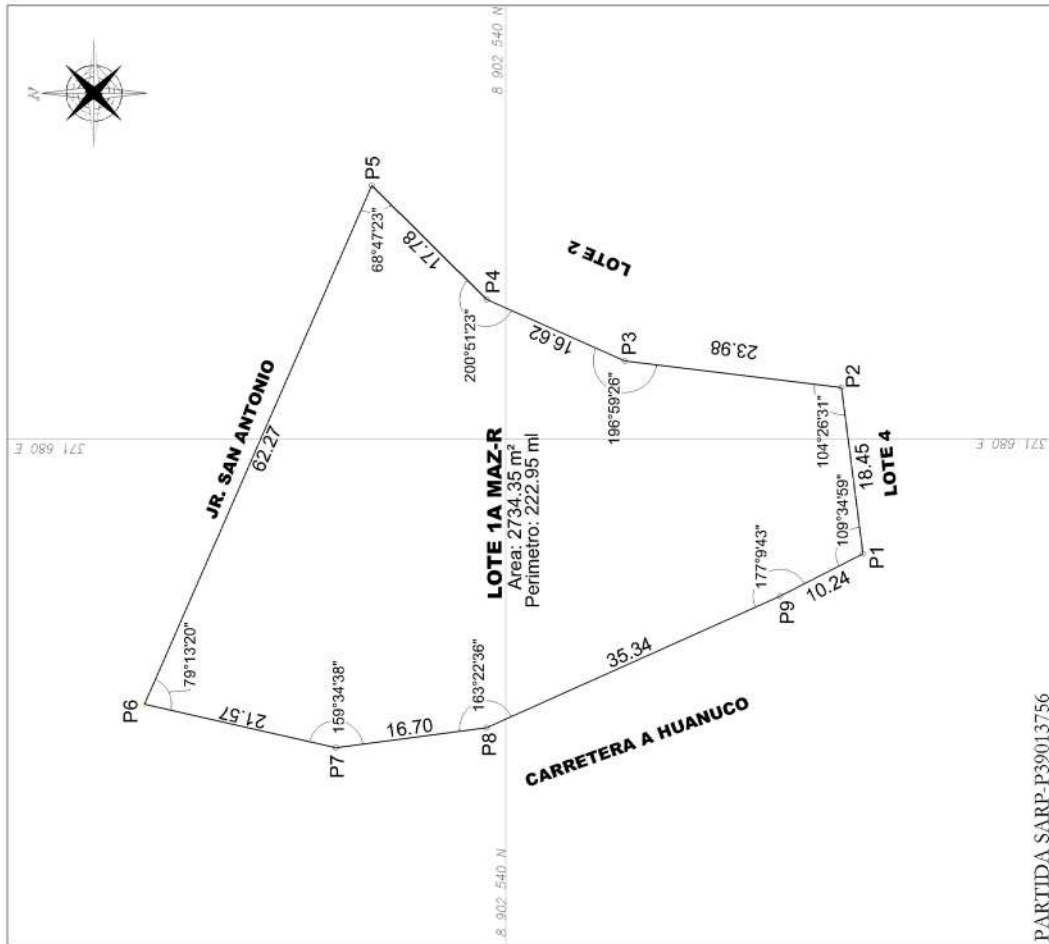 N
8 902 540 N
P5
68°47'23"
17.78
P4
200°51'23"
LOTE 2
16.62
P3
196°59'26"
23.98
JR. SAN ANTONIO
62.27
371 680 E
371 680 E
P2
104°26'31"
18.45
LOTE 4
109°34'59"
P1
LOTE 1A MAZ-R
Area: 2734.35 m²
Perimetro: 222.95 ml
177°9'43"
P9
10.24
P6
79°13'20"
21.57
159°34'38"
P7
16.70
163°22'36"
P8
35.34
CARRETERA A HUANUCO
8 902 540 N
PARTIDA SARP-P39013756